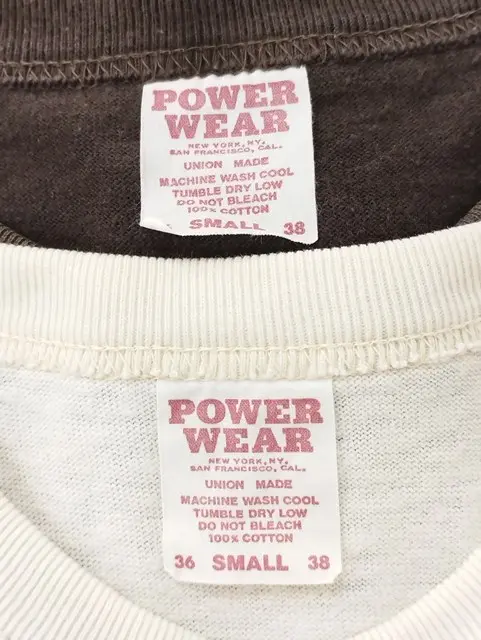 POWER
WEAR
NEW YORK, NY.
SAN FRANCISCO, CAL.
UNION MADE
MACHINE WASH COOL
TUMBLE DRY LOW
DO NOT BLEACH
100% COTTON
SMALL 38
POWER
WEAR
NEW YORK, NY.
SAN FRANCISCO, CAL.
UNION MADE
MACHINE WASH COOL
TUMBLE DRY LOW
DO NOT BLEACH
100% COTTON
36 SMALL 38